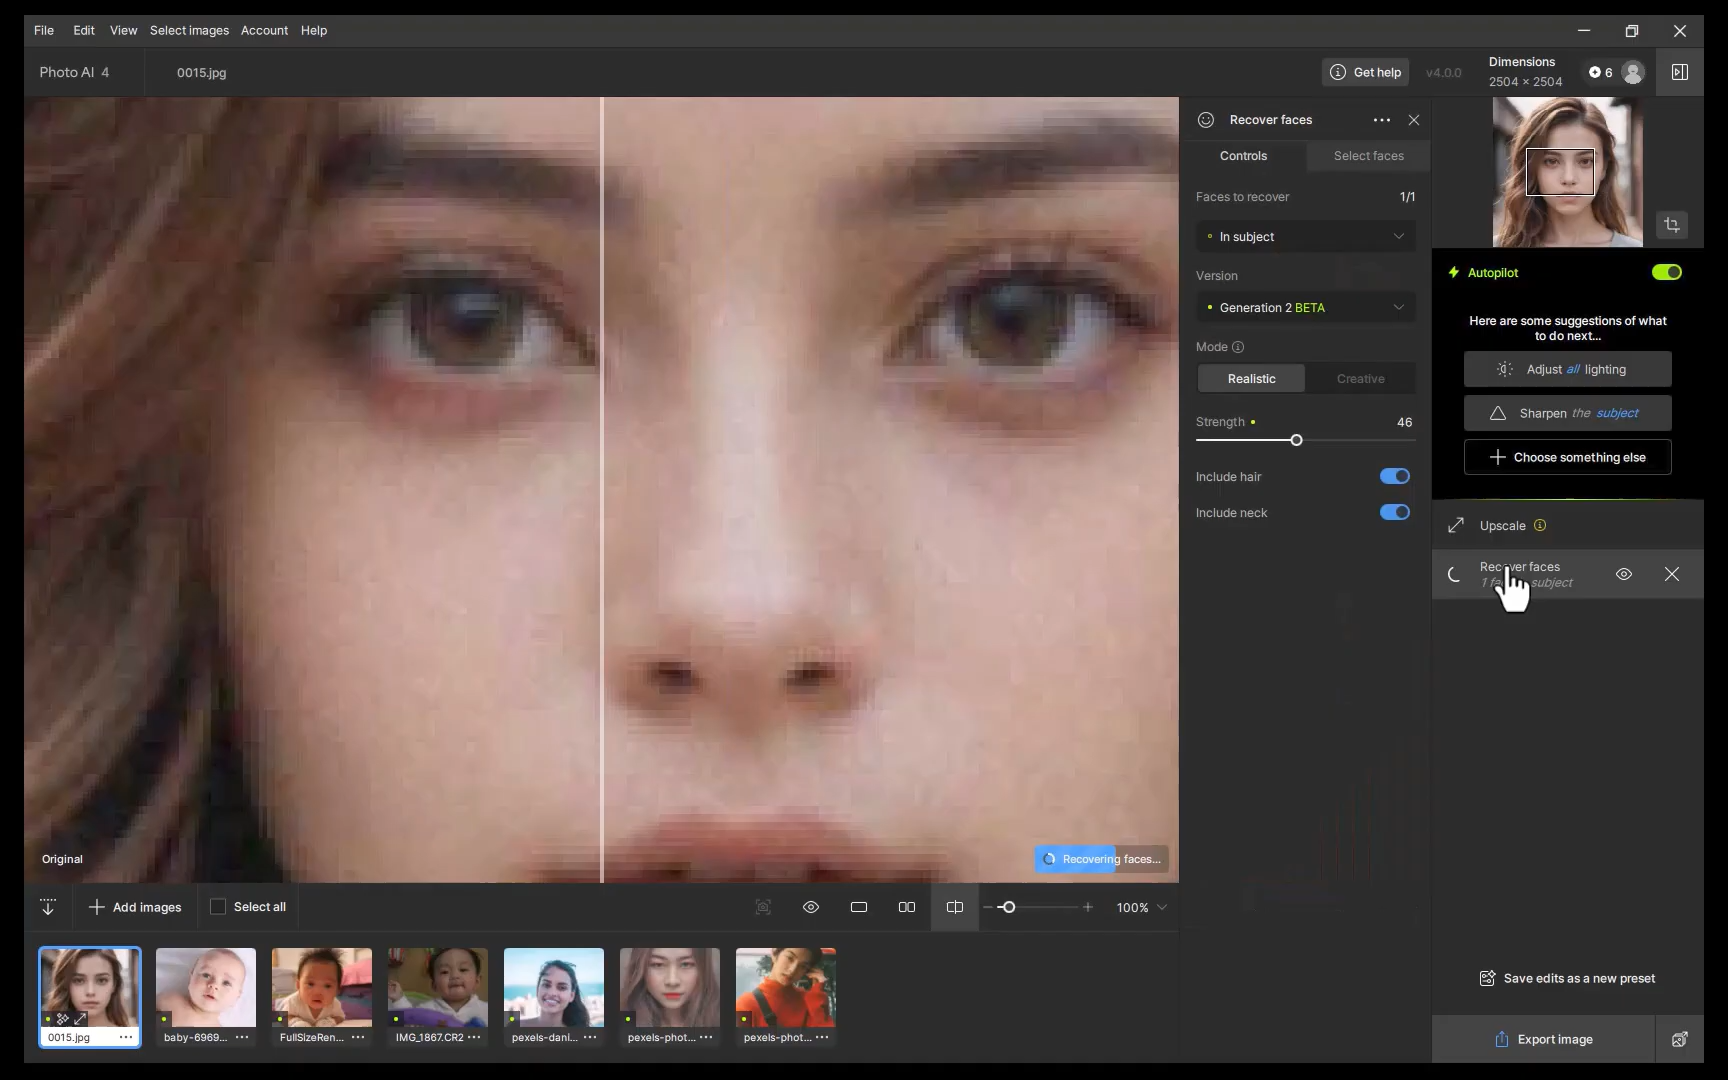 File Edit View Select images Account Help
Photo AI 4 0015.jpg Get help v4.0.0 Dimensions 2504 × 2504 6
Recover faces
Controls Select faces
Faces to recover 1/1
In subject
Version
Generation 2 BETA
Mode
Realistic Creative
Strength 46
Include hair
Include neck
Autopilot
Here are some suggestions of what
to do next...
Adjust all lighting
Sharpen the subject
Choose something else
Upscale
Recover faces
1 subject
Original
Recovering faces...
Add images Select all 100%
0015.jpg baby-6969... FullSizeRen... IMG_1867.CR2 pexels-dani... pexels-phot... pexels-phot...
Save edits as a new preset
Export image